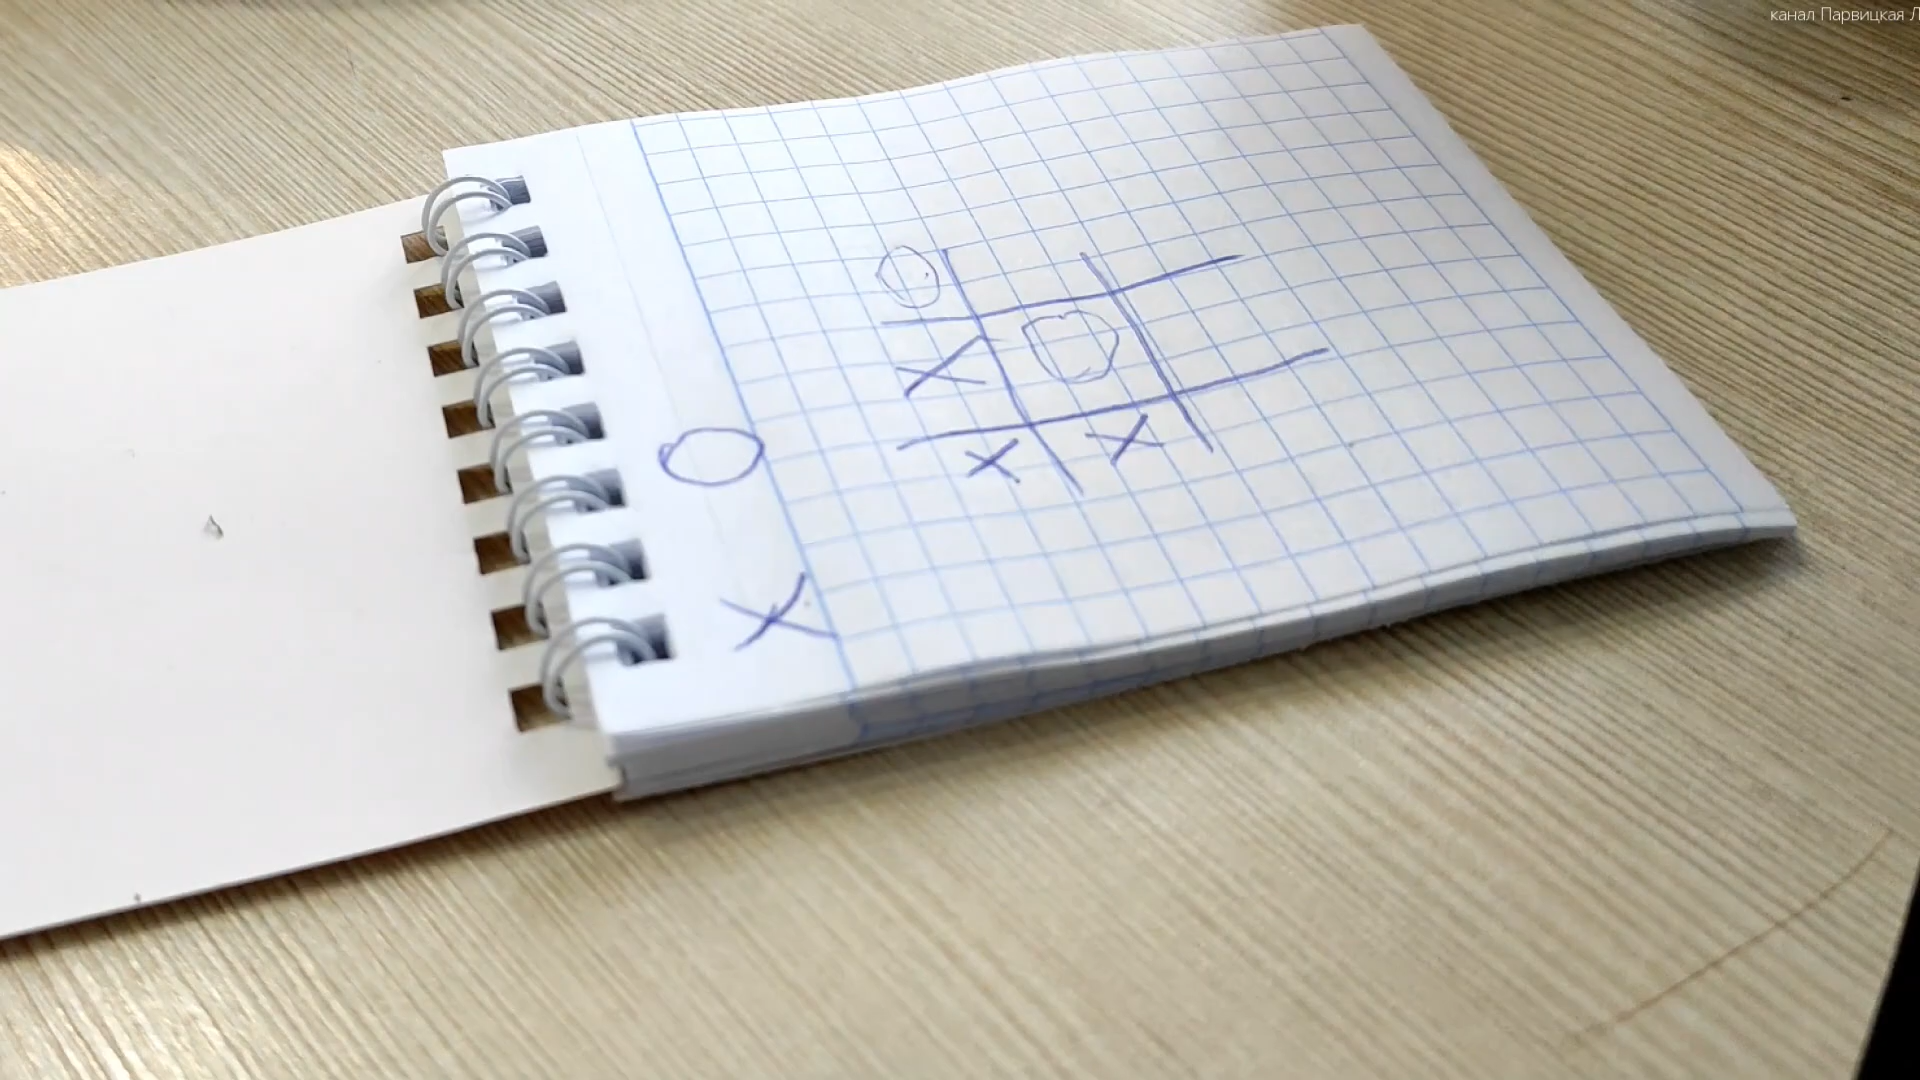 канал Парвицкая Л
O
X O
X X
O
X